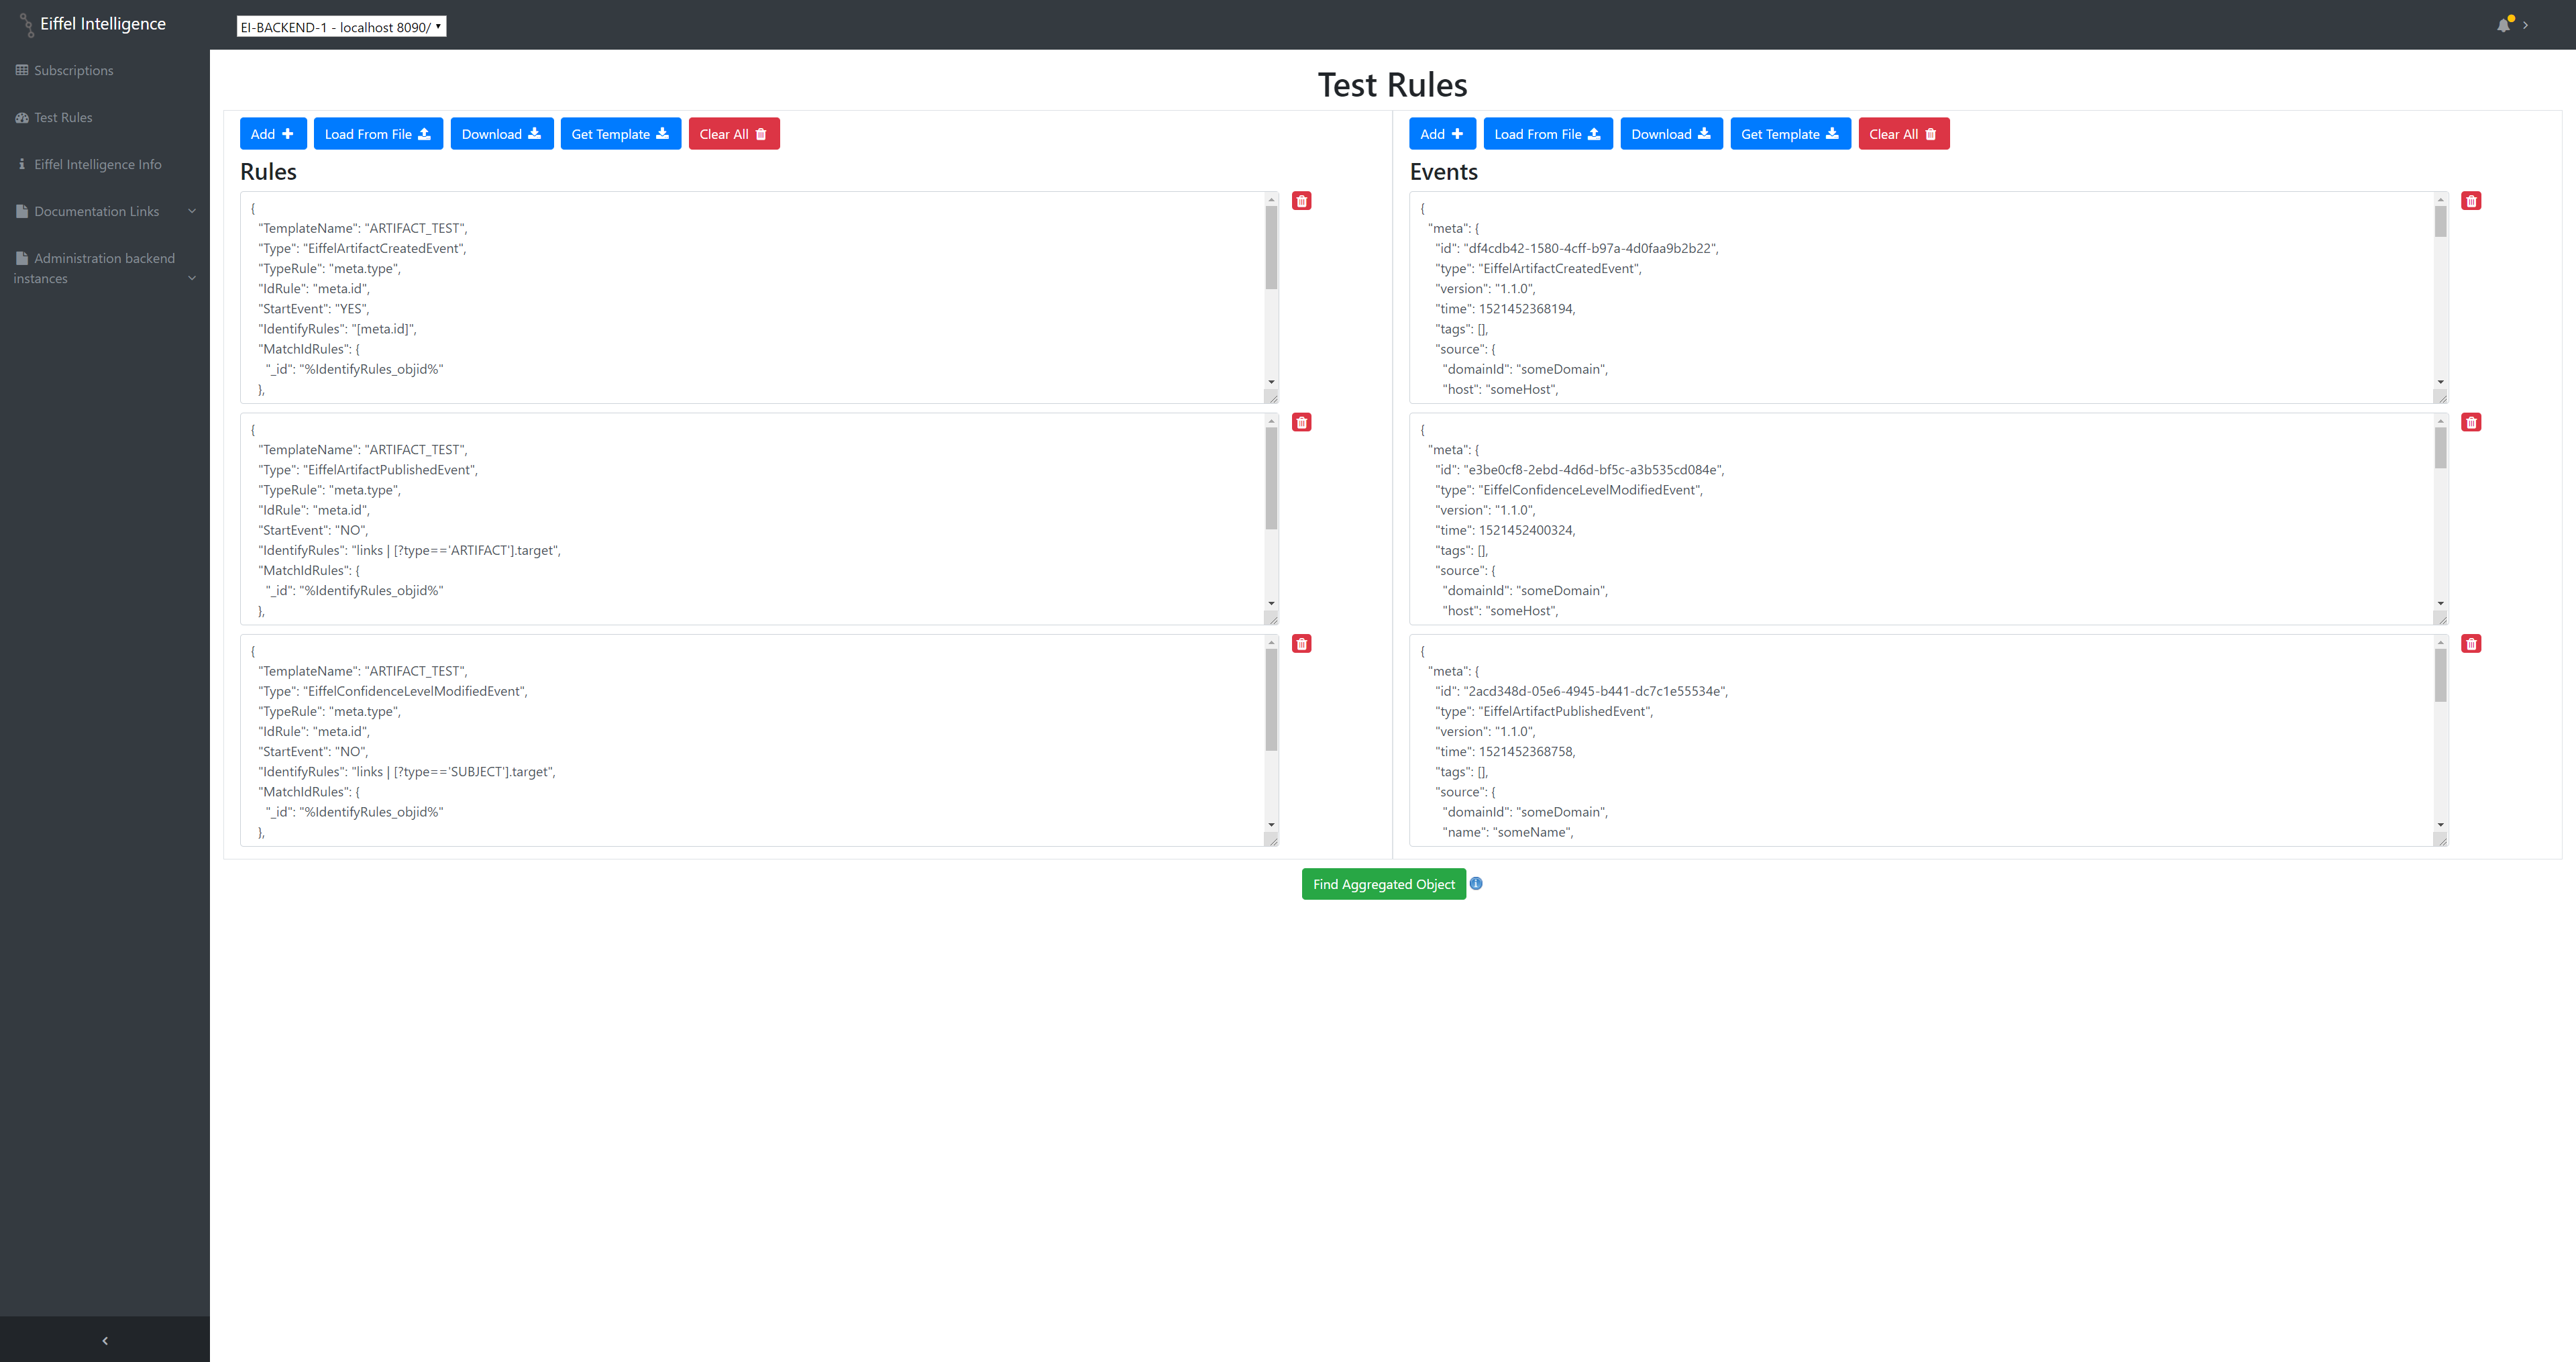 Eiffel Intelligence
EI-BACKEND-1 - localhost 8090/
Subscriptions
Test Rules
Eiffel Intelligence Info
Documentation Links
Administration backend
instances
Test Rules
Add
Load From File
Download
Get Template
Clear All
Rules
{
"TemplateName": "ARTIFACT_TEST",
"Type": "EiffelArtifactCreatedEvent",
"TypeRule": "meta.type",
"IdRule": "meta.id",
"StartEvent": "YES",
"IdentifyRules": "[meta.id]",
"MatchIdRules": {
"_id": "%IdentifyRules_objid%"
},
{
"TemplateName": "ARTIFACT_TEST",
"Type": "EiffelArtifactPublishedEvent",
"TypeRule": "meta.type",
"IdRule": "meta.id",
"StartEvent": "NO",
"IdentifyRules": "links | [?type=='ARTIFACT'].target",
"MatchIdRules": {
"_id": "%IdentifyRules_objid%"
},
{
"TemplateName": "ARTIFACT_TEST",
"Type": "EiffelConfidenceLevelModifiedEvent",
"TypeRule": "meta.type",
"IdRule": "meta.id",
"StartEvent": "NO",
"IdentifyRules": "links | [?type=='SUBJECT'].target",
"MatchIdRules": {
"_id": "%IdentifyRules_objid%"
},
Add
Load From File
Download
Get Template
Clear All
Events
{
"meta": {
"id": "df4cdb42-1580-4cff-b97a-4d0faa9b2b22",
"type": "EiffelArtifactCreatedEvent",
"version": "1.1.0",
"time": 1521452368194,
"tags": [],
"source": {
"domainId": "someDomain",
"host": "someHost",
{
"meta": {
"id": "e3be0cf8-2ebd-4d6d-bf5c-a3b535cd084e",
"type": "EiffelConfidenceLevelModifiedEvent",
"version": "1.1.0",
"time": 1521452400324,
"tags": [],
"source": {
"domainId": "someDomain",
"host": "someHost",
{
"meta": {
"id": "2acd348d-05e6-4945-b441-dc7c1e55534e",
"type": "EiffelArtifactPublishedEvent",
"version": "1.1.0",
"time": 1521452368758,
"tags": [],
"source": {
"domainId": "someDomain",
"name": "someName",
Find Aggregated Object